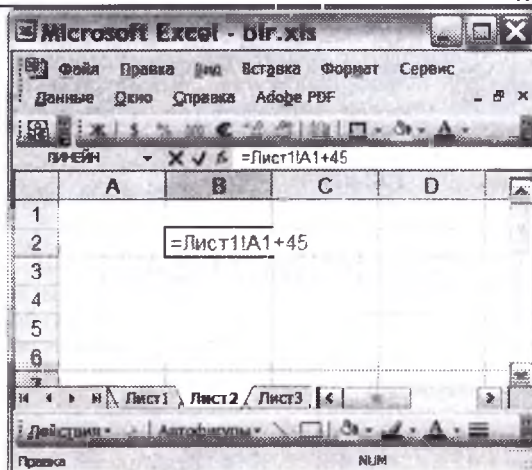 Microsoft Excel - bir.xls
Файл Правка Вид Вставка Формат Сервис
Данные Окно Справка Adobe PDF
ЛИНЕЙН =Лист1!A1+45
A B C D
1
2 =Лист1!A1+45
3
4
5
6
7
Лист1 Лист2 Лист3
Действия Автофигуры
Правка NUM